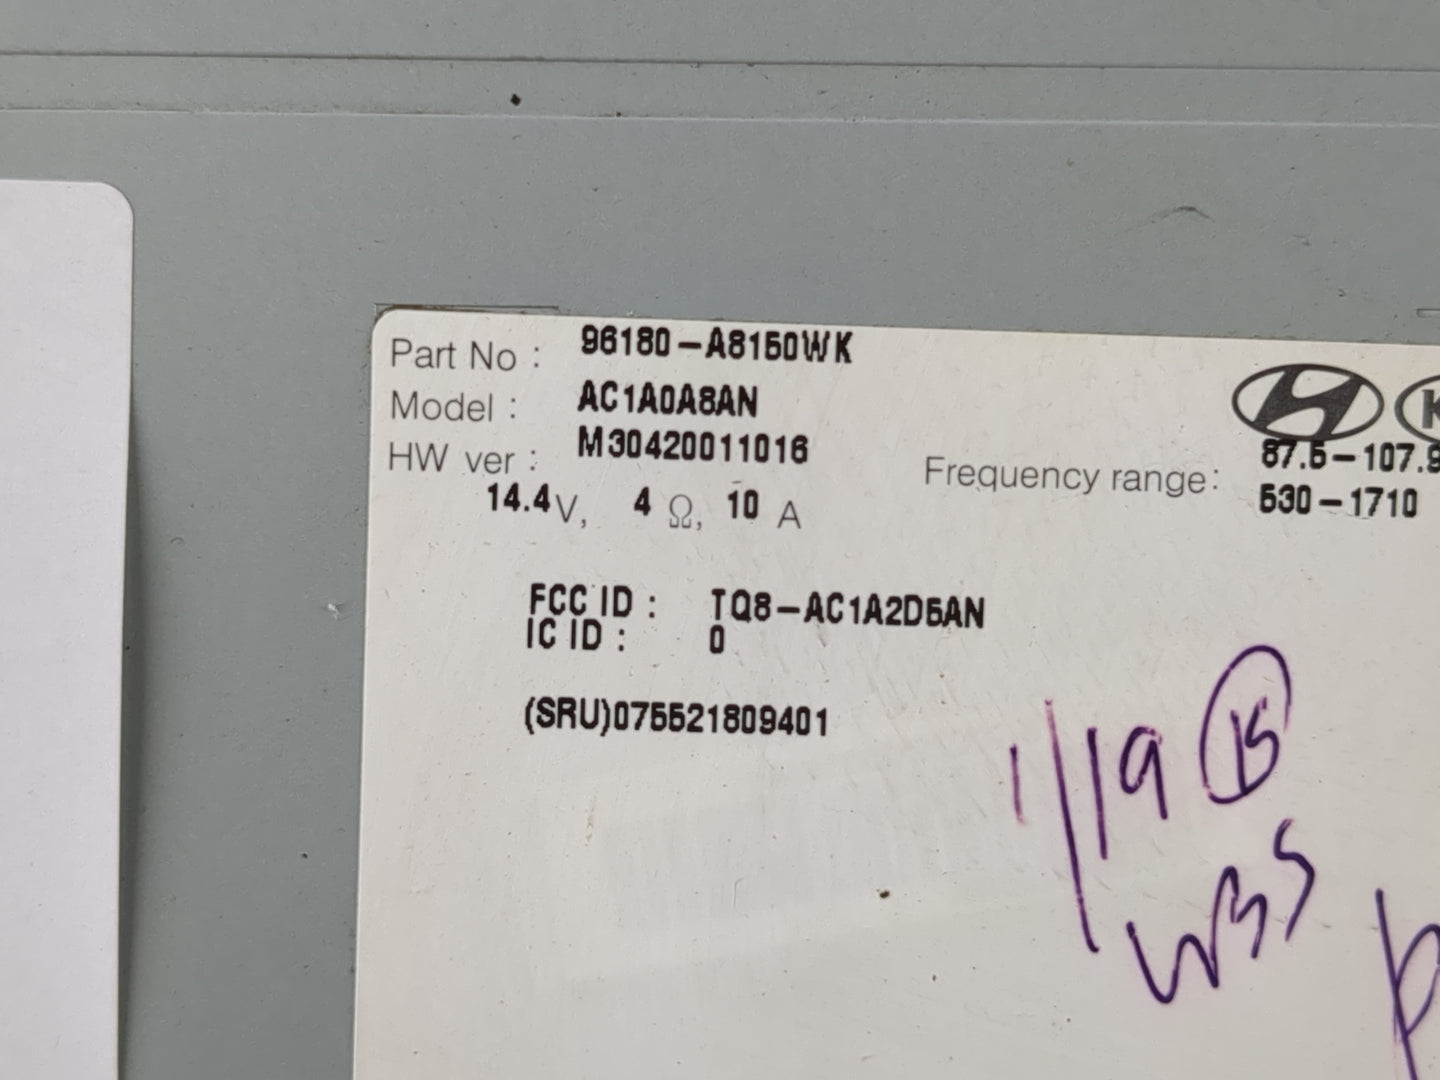 Part No : 96180-A8150WK
Model : AC1A0A8AN
HW ver : M30420011016
14.4V, 4 Ω, 10 A
Frequency range: 87.5-107.9
530-1710
FCC ID : TQ8-AC1A2D5AN
IC ID : 0
(SRU)075521809401
1/19 15
WBS